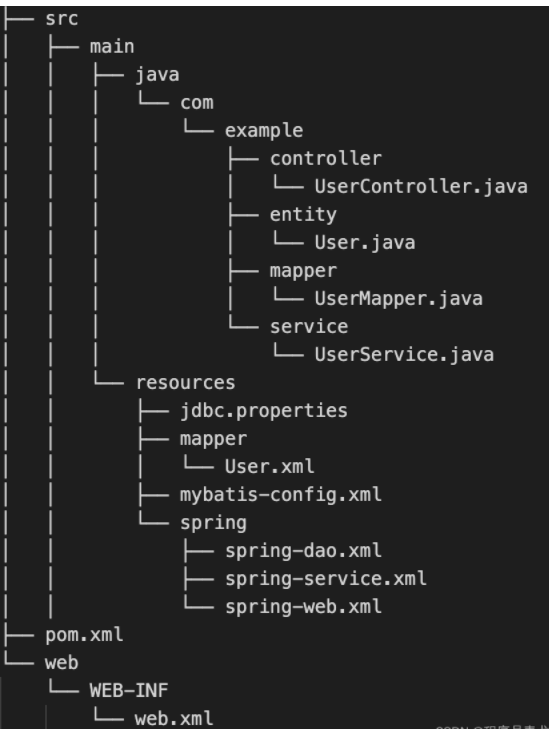 ├── src
│   ├── main
│   │   ├── java
│   │   │   └── com
│   │   │       └── example
│   │   │           ├── controller
│   │   │           │   └── UserController.java
│   │   │           ├── entity
│   │   │           │   └── User.java
│   │   │           ├── mapper
│   │   │           │   └── UserMapper.java
│   │   │           └── service
│   │   │               └── UserService.java
│   │   └── resources
│   │       ├── jdbc.properties
│   │       ├── mapper
│   │       │   └── User.xml
│   │       ├── mybatis-config.xml
│   │       └── spring
│   │           ├── spring-dao.xml
│   │           ├── spring-service.xml
│   │           └── spring-web.xml
├── pom.xml
└── web
    └── WEB-INF
        └── web.xml